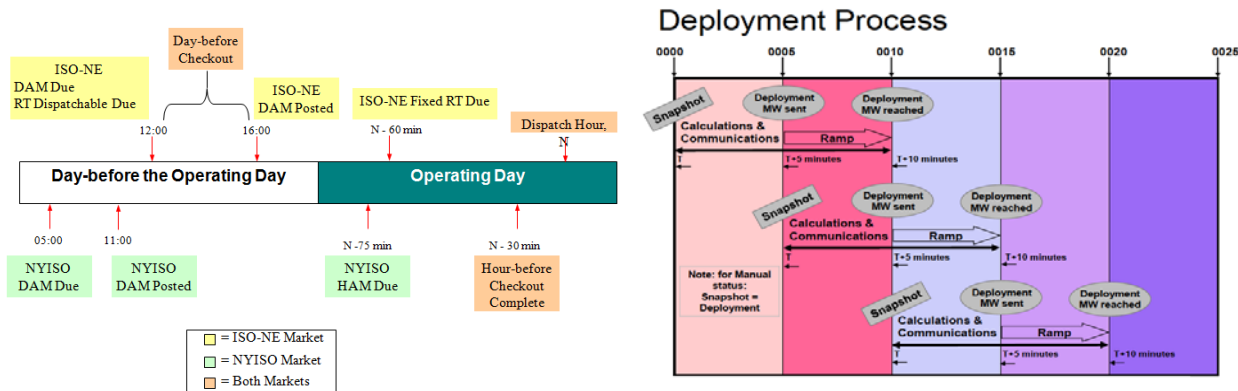 Day-before
Checkout
ISO-NE
DAM Due
RT Dispatchable Due
ISO-NE
DAM Posted
ISO-NE Fixed RT Due
12:00
16:00
N - 60 min
Dispatch Hour,
N
Day-before the Operating Day
Operating Day
05:00
11:00
N -75 min
N - 30 min
NYISO
DAM Due
NYISO
DAM Posted
NYISO
HAM Due
Hour-before
Checkout
Complete
= ISO-NE Market
= NYISO Market
= Both Markets
Deployment Process
0000 0005 0010 0015 0020 0025
Snapshot
Deployment
MW sent
Deployment
MW reached
Calculations &
Communications
Ramp
T
T+5 minutes
T+10 minutes
Snapshot
Deployment
MW sent
Deployment
MW reached
Calculations &
Communications
Ramp
T
T+5 minutes
T+10 minutes
Note: for Manual
status:
Snapshot =
Deployment
Snapshot
Deployment
MW sent
Deployment
MW reached
Calculations &
Communications
Ramp
T
T+5 minutes
T+10 minutes